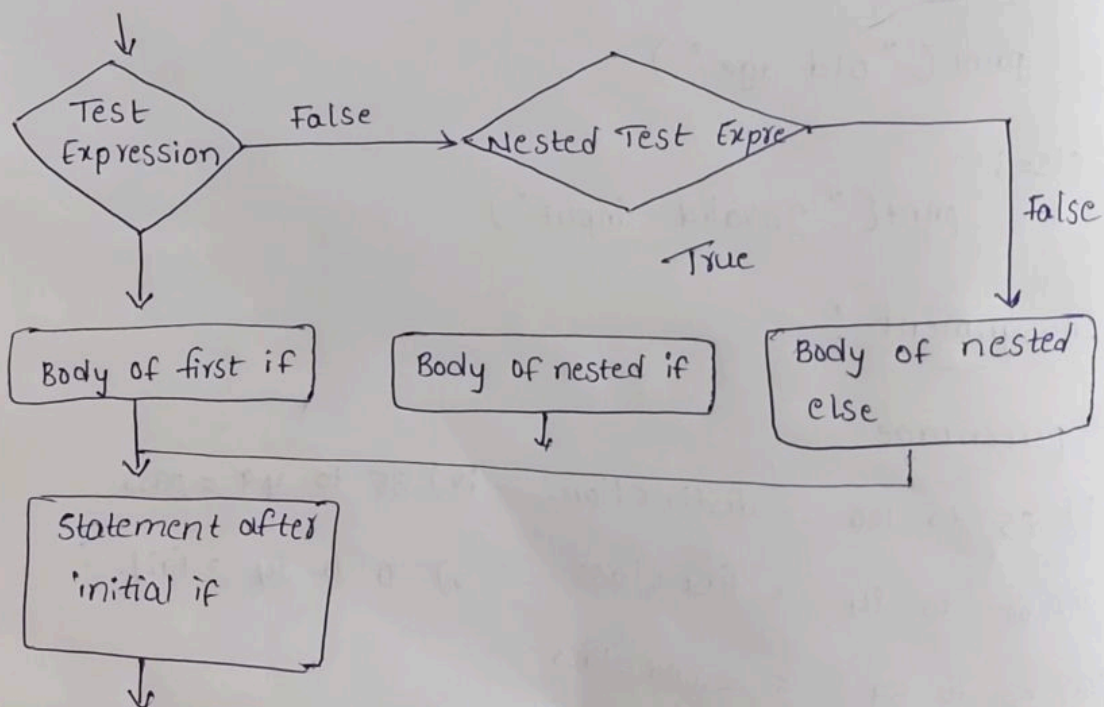 Test
Expression
False
Nested Test Expre
False
True
Body of first if
Body of nested if
Body of nested
else
Statement after
initial if